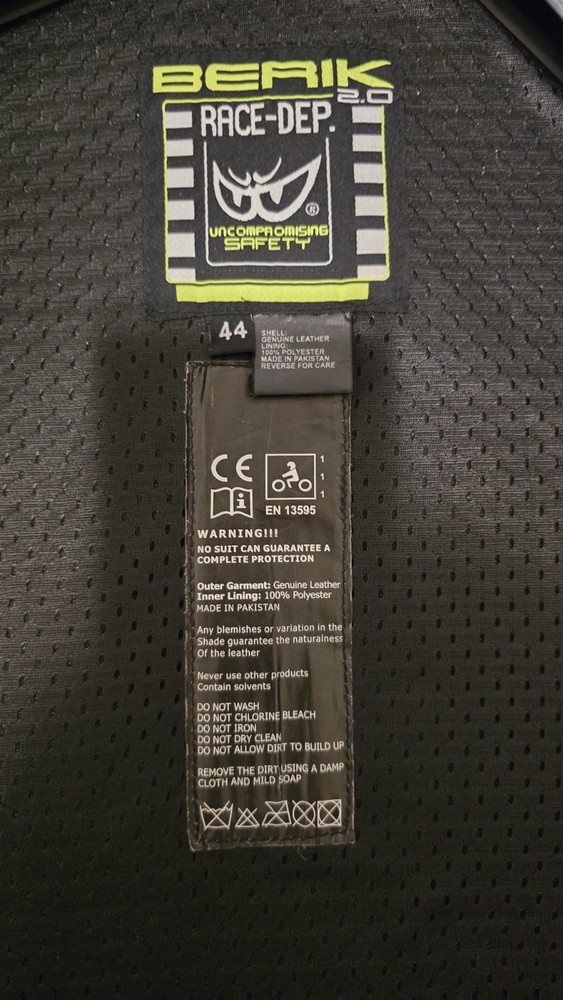 BERIK
2.0
RACE-DEP.
®
UNCOMPROMISING
SAFETY
44
SHELL:
GENUINE LEATHER
LINING:
100% POLYESTER
MADE IN PAKISTAN
REVERSE FOR CARE
CE
1
1
1
i
EN 13595
WARNING!!!
NO SUIT CAN GUARANTEE A
COMPLETE PROTECTION
Outer Garment: Genuine Leather
Inner Lining: 100% Polyester
MADE IN PAKISTAN
Any blemishes or variation in the
Shade guarantee the naturalness
Of the leather
Never use other products
Contain solvents
DO NOT WASH
DO NOT CHLORINE BLEACH
DO NOT IRON
DO NOT DRY CLEAN
DO NOT ALLOW DIRT TO BUILD UP
REMOVE THE DIRT USING A DAMP
CLOTH AND MILD SOAP